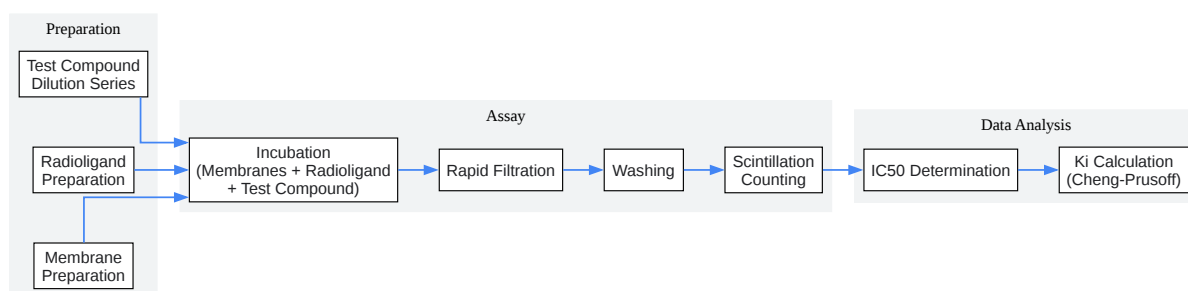 Preparation
Test Compound
Dilution Series
Radioligand
Preparation
Membrane
Preparation
Assay
Incubation
(Membranes + Radioligand
+ Test Compound)
Rapid Filtration
Washing
Scintillation
Counting
Data Analysis
IC50 Determination
Ki Calculation
(Cheng-Prusoff)